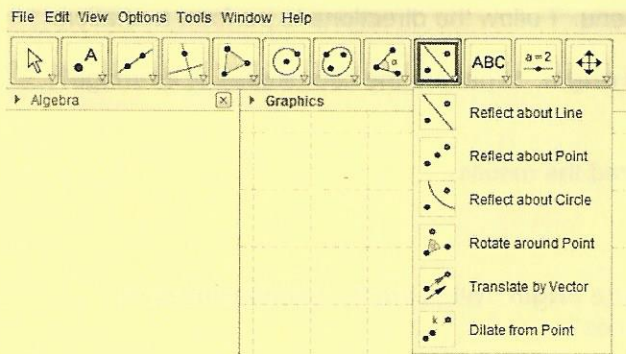 enu. I
File Edit View Options Tools Window Help
A
a
ABC
a=2
Algebra
Graphics
Reflect about Line
Reflect about Point
Reflect about Circle
Rotate around Point
Translate by Vector
k
Dilate from Point